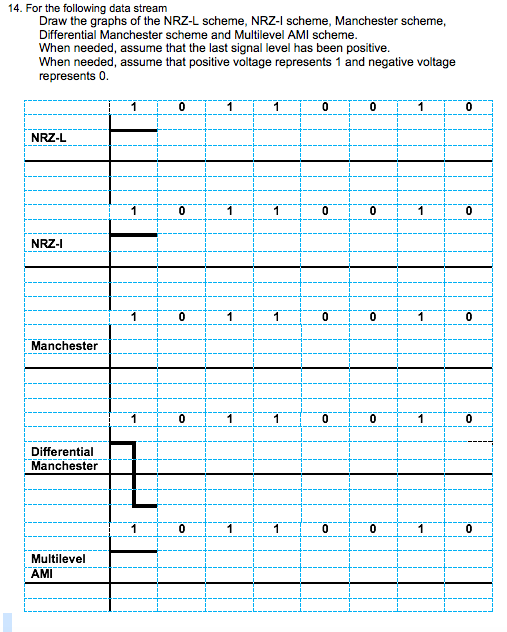 14. For the following data stream
Draw the graphs of the NRZ-L scheme, NRZ-I scheme, Manchester scheme,
Differential Manchester scheme and Multilevel AMI scheme.
When needed, assume that the last signal level has been positive.
When needed, assume that positive voltage represents 1 and negative voltage
represents 0.
1 0 1 1 0 0 1 0
NRZ-L
1 0 1 1 0 0 1 0
NRZ-I
1 0 1 1 0 0 1 0
Manchester
1 0 1 1 0 0 1 0
Differential
Manchester
1 0 1 1 0 0 1 0
Multilevel
AMI